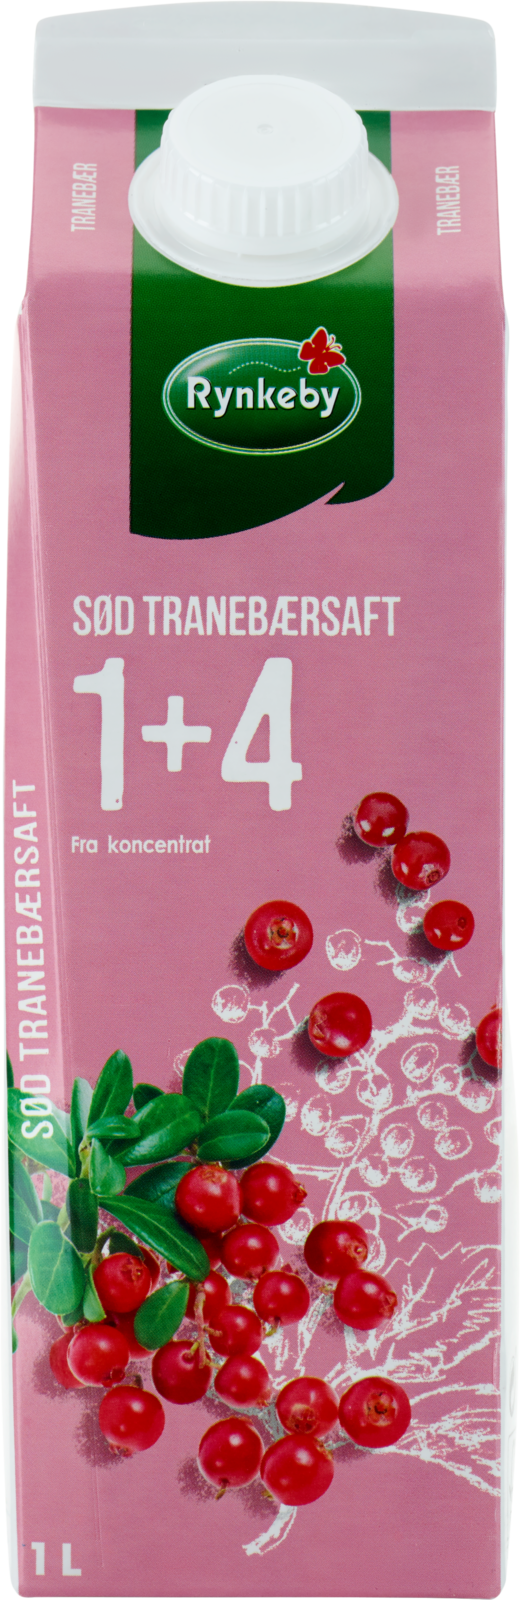 TRANEBÆR
TRANEBÆR
Rynkeby
SØD TRANEBÆRSAFT
1+4
Fra koncentrat
SØD TRANEBÆRSAFT
1 L